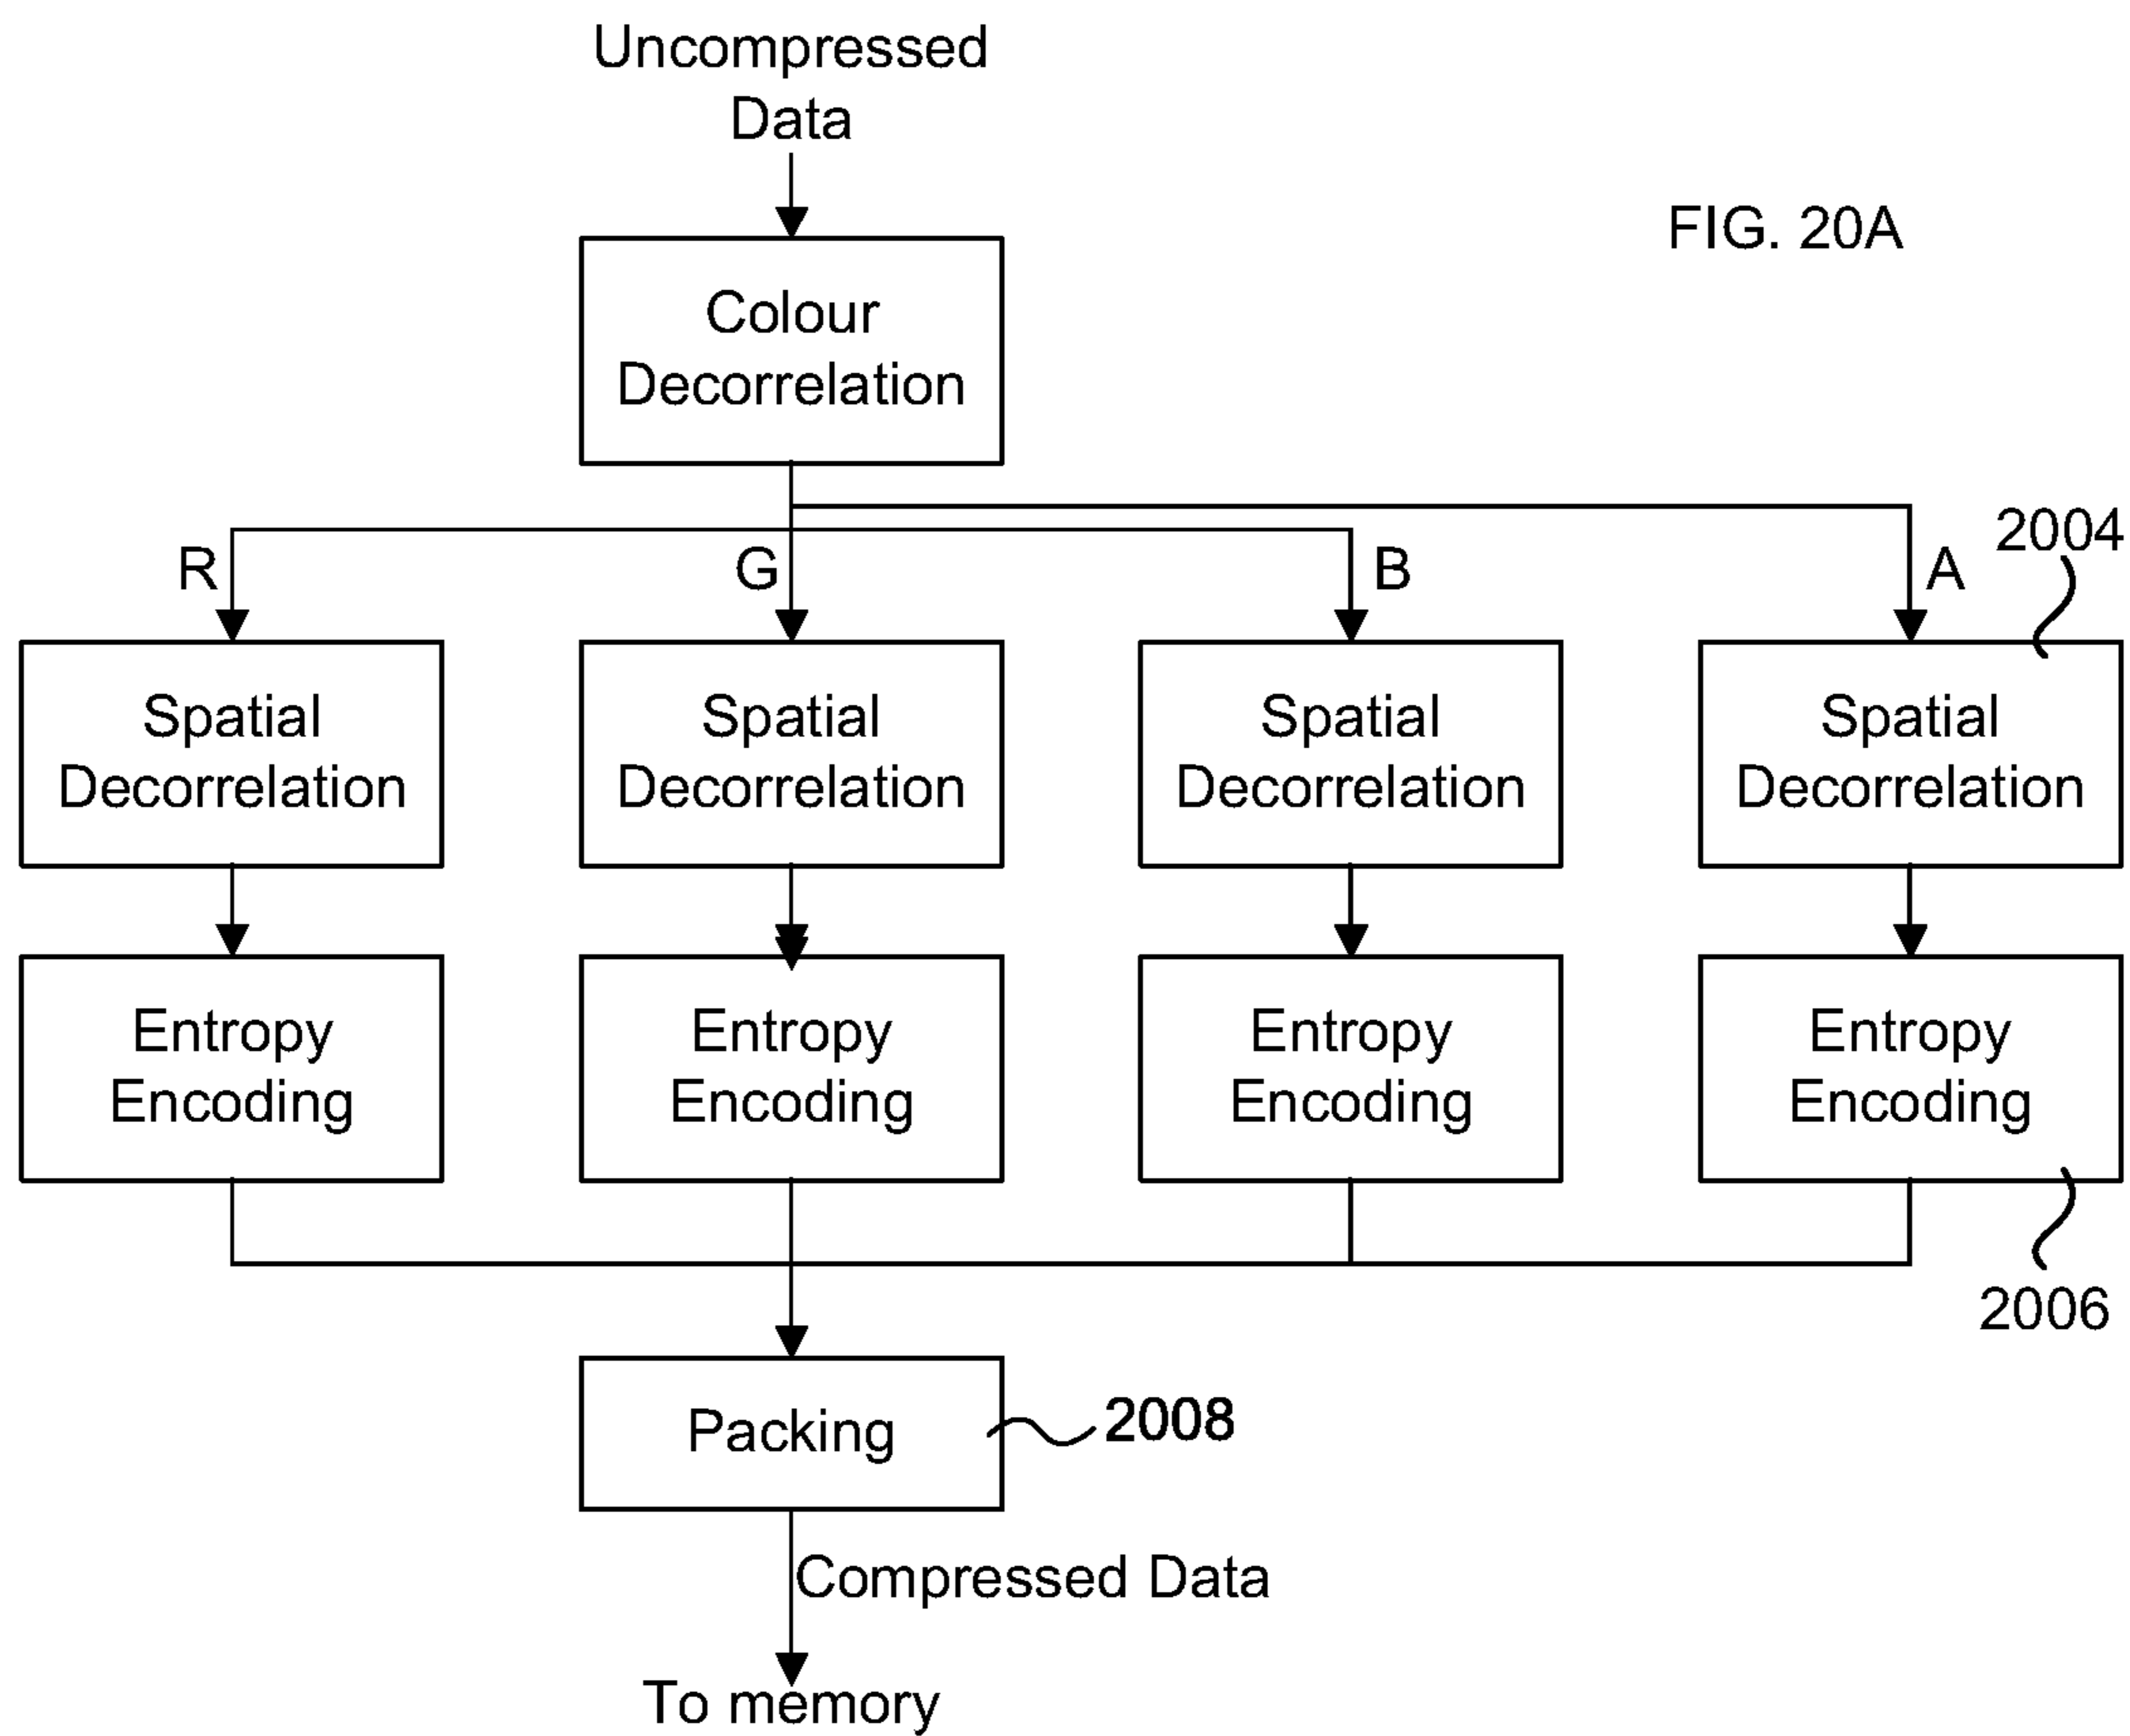 Uncompressed
Data
FIG. 20A
Colour
Decorrelation
2004
R
G
B
A
Spatial
Decorrelation
Spatial
Decorrelation
Spatial
Decorrelation
Spatial
Decorrelation
Entropy
Encoding
Entropy
Encoding
Entropy
Encoding
Entropy
Encoding
2006
Packing
2008
Compressed Data
To memory